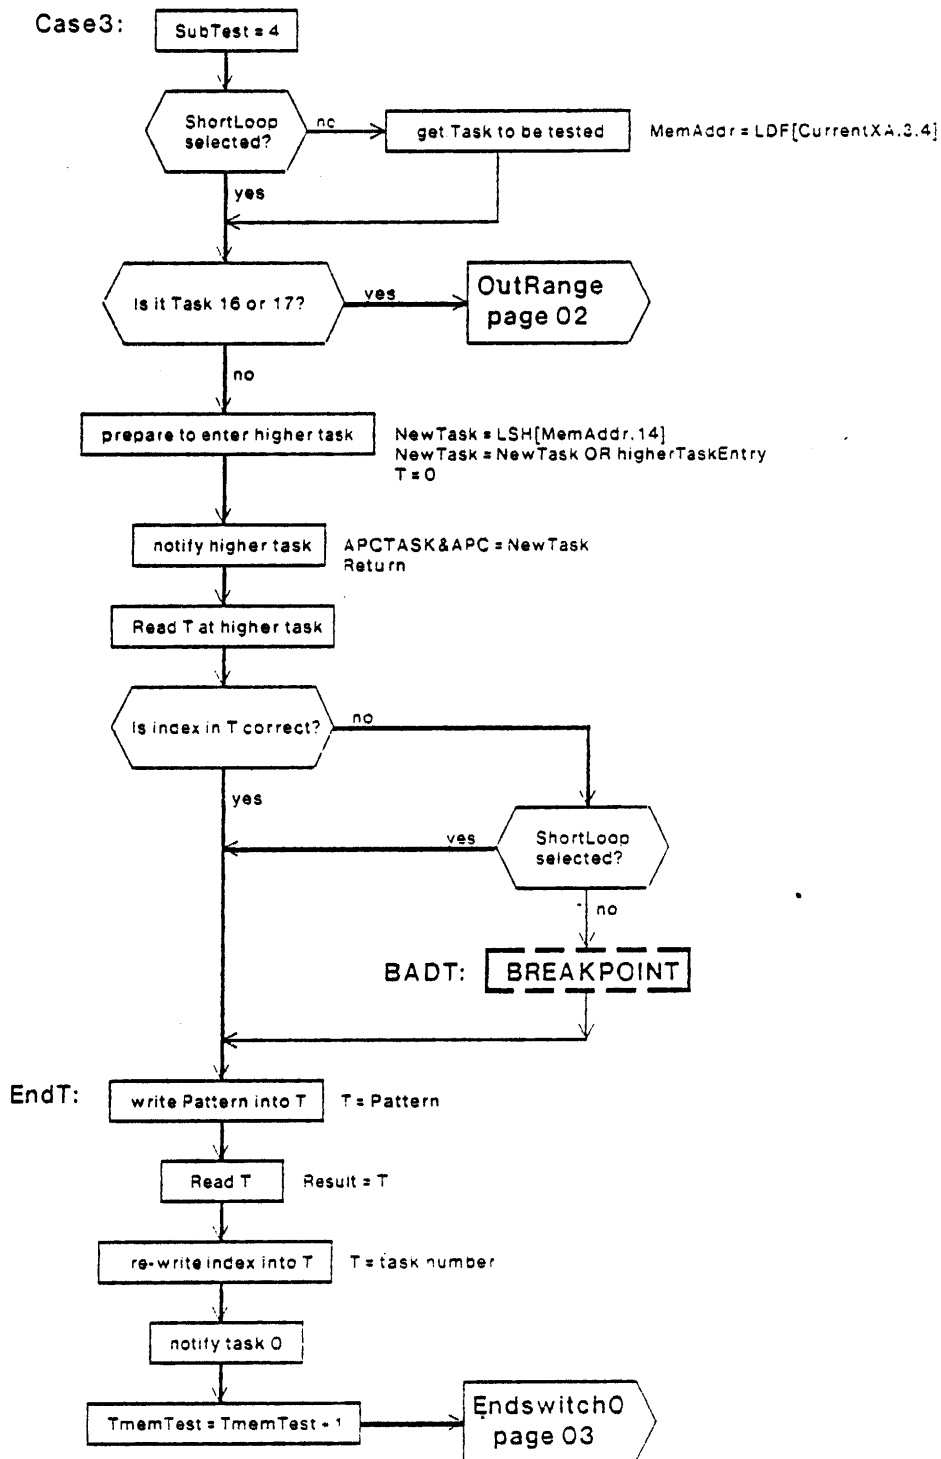 Case3:
SubTest = 4
ShortLoop
selected?
no
get Task to be tested
MemAddr = LDF[CurrentXA.3.4]
yes
Is it Task 16 or 17?
yes
OutRange
page 02
no
prepare to enter higher task
NewTask = LSH[MemAddr.14]
NewTask = NewTask OR higherTaskEntry
T = 0
notify higher task
APCTASK&APC = NewTask
Return
Read T at higher task
Is index in T correct?
no
yes
yes
ShortLoop
selected?
no
BADT:
BREAKPOINT
EndT:
write Pattern into T
T = Pattern
Read T
Result = T
re-write index into T
T = task number
notify task 0
TmemTest = TmemTest + 1
Endswitch0
page 03